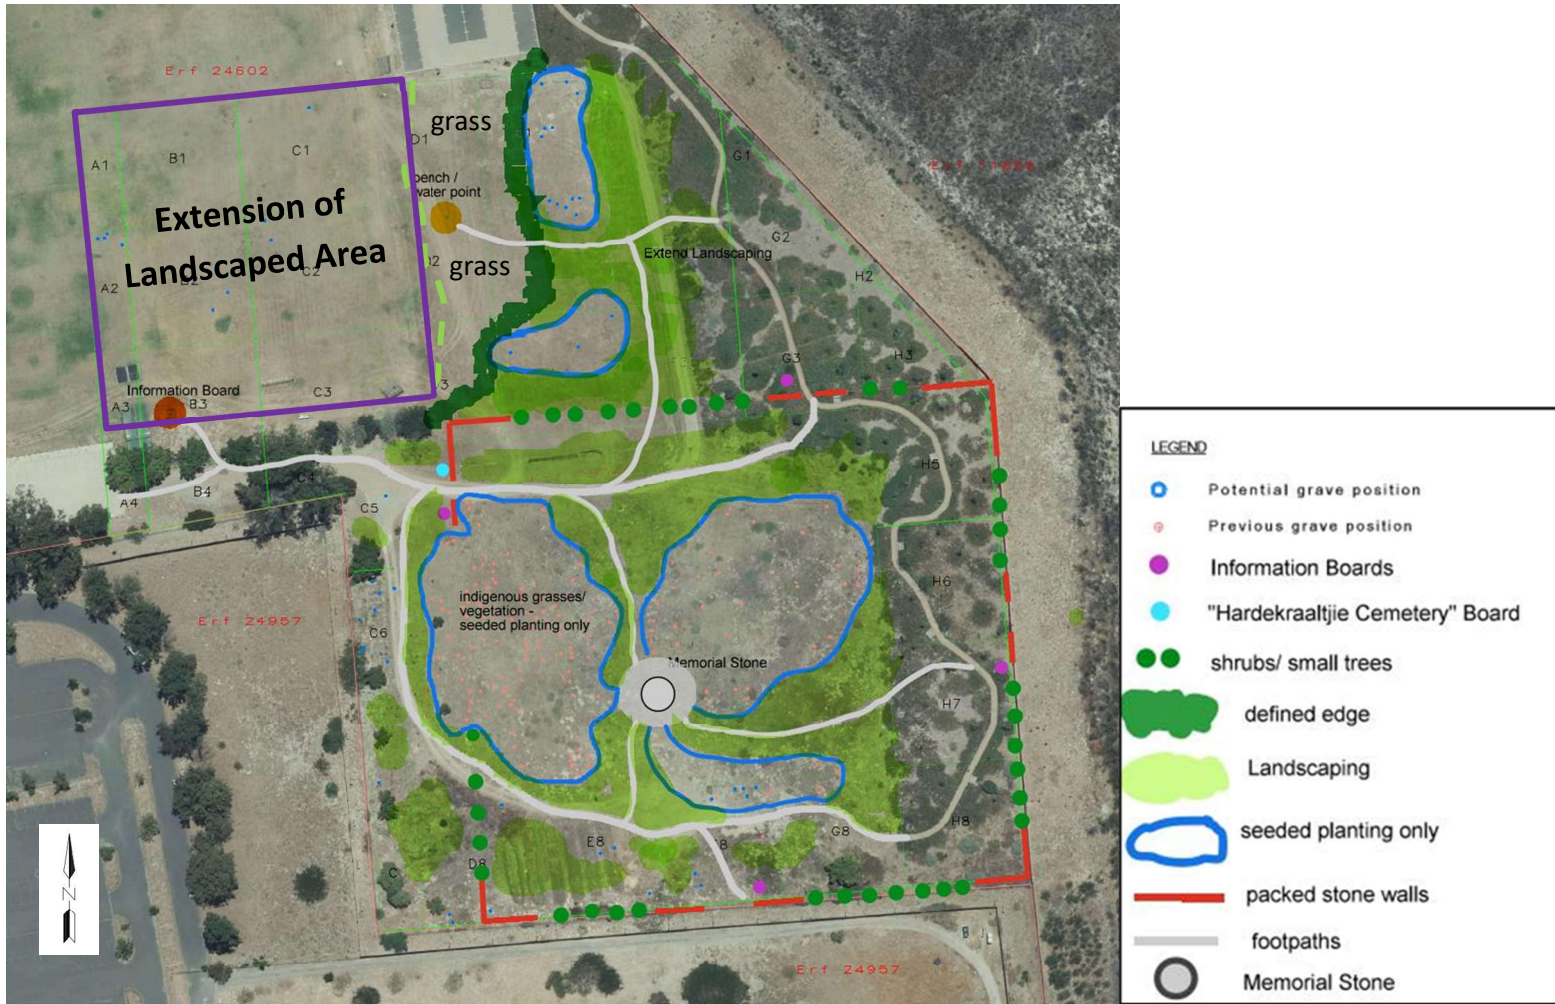 Erf 24602
grass
D1
A1
B1
C1
bench /
water point
G1
Extension of
Landscaped Area
G2
Extend Landscaping
grass
A2
C2
H2
G3
H3
Information Board
A3
B3
C3
H5
A4
B4
C4
C5
H6
indigenous grasses/
vegetation -
seeded planting only
Erf 24957
C6
Memorial Stone
H7
D8
E8
G8
H8
N
Erf 24957
LEGEND
Potential grave position
Previous grave position
Information Boards
"Hardekraaltjie Cemetery" Board
shrubs/ small trees
defined edge
Landscaping
seeded planting only
packed stone walls
footpaths
Memorial Stone